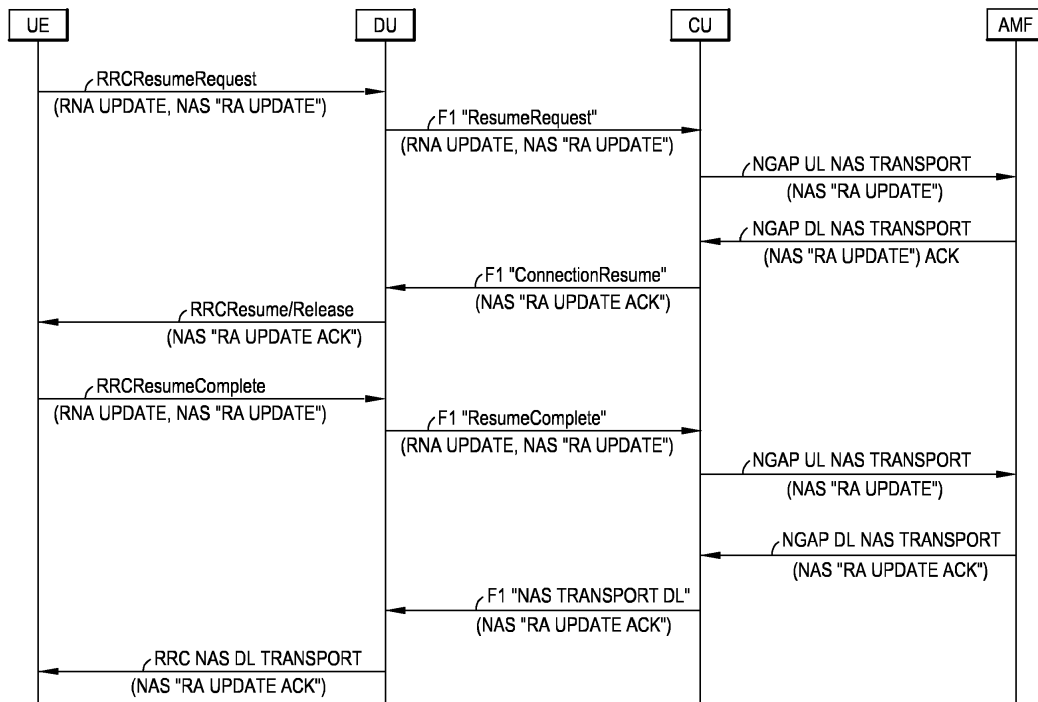 UE
DU
CU
AMF
RRCResumeRequest
(RNA UPDATE, NAS "RA UPDATE")
F1 "ResumeRequest"
(RNA UPDATE, NAS "RA UPDATE")
NGAP UL NAS TRANSPORT
(NAS "RA UPDATE")
NGAP DL NAS TRANSPORT
(NAS "RA UPDATE") ACK
F1 "ConnectionResume"
(NAS "RA UPDATE ACK")
RRCResume/Release
(NAS "RA UPDATE ACK")
RRCResumeComplete
(RNA UPDATE, NAS "RA UPDATE")
F1 "ResumeComplete"
(RNA UPDATE, NAS "RA UPDATE")
NGAP UL NAS TRANSPORT
(NAS "RA UPDATE")
NGAP DL NAS TRANSPORT
(NAS "RA UPDATE ACK")
F1 "NAS TRANSPORT DL"
(NAS "RA UPDATE ACK")
RRC NAS DL TRANSPORT
(NAS "RA UPDATE ACK")